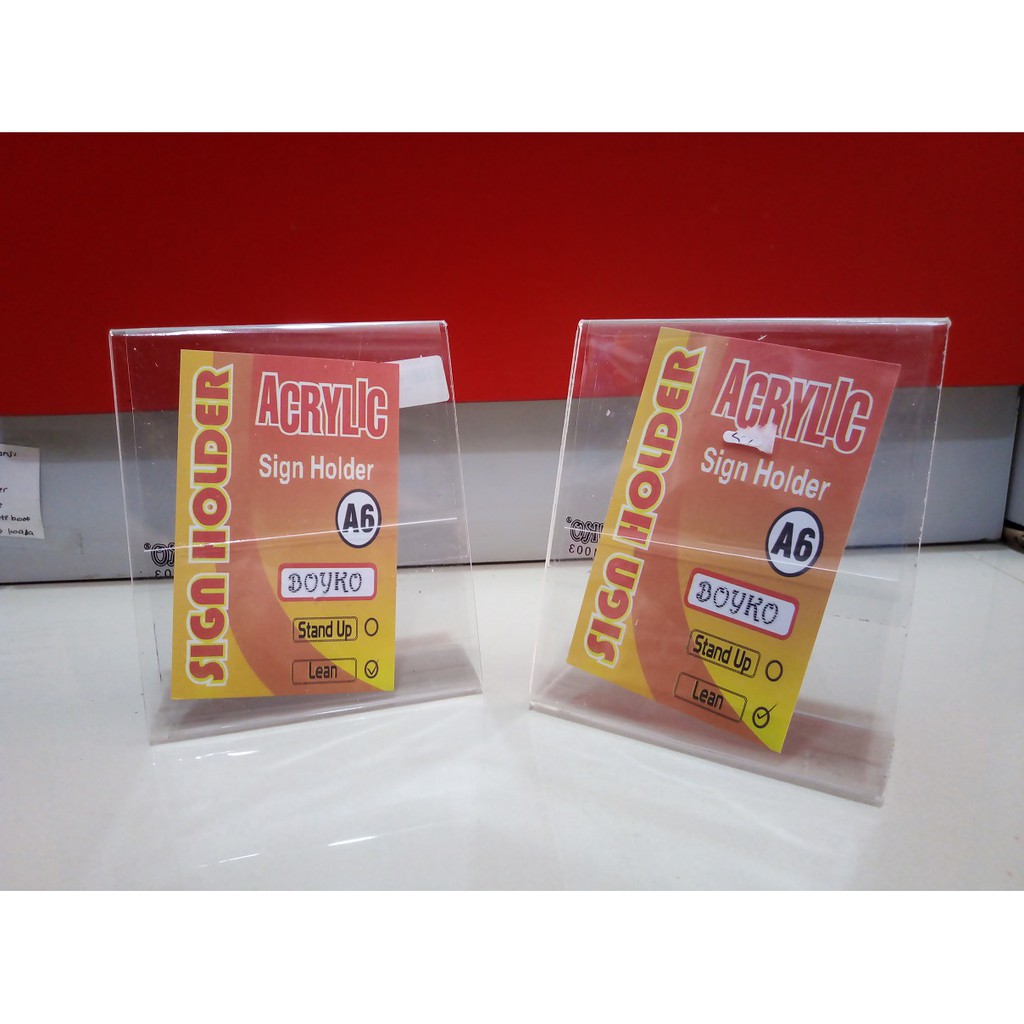 SIGN HOLDER
ACRYLIC
Sign Holder
A6
BOYKO
Stand Up
Lean
SIGN HOLDER
ACRYLIC
Sign Holder
A6
BOYKO
Stand Up
Lean